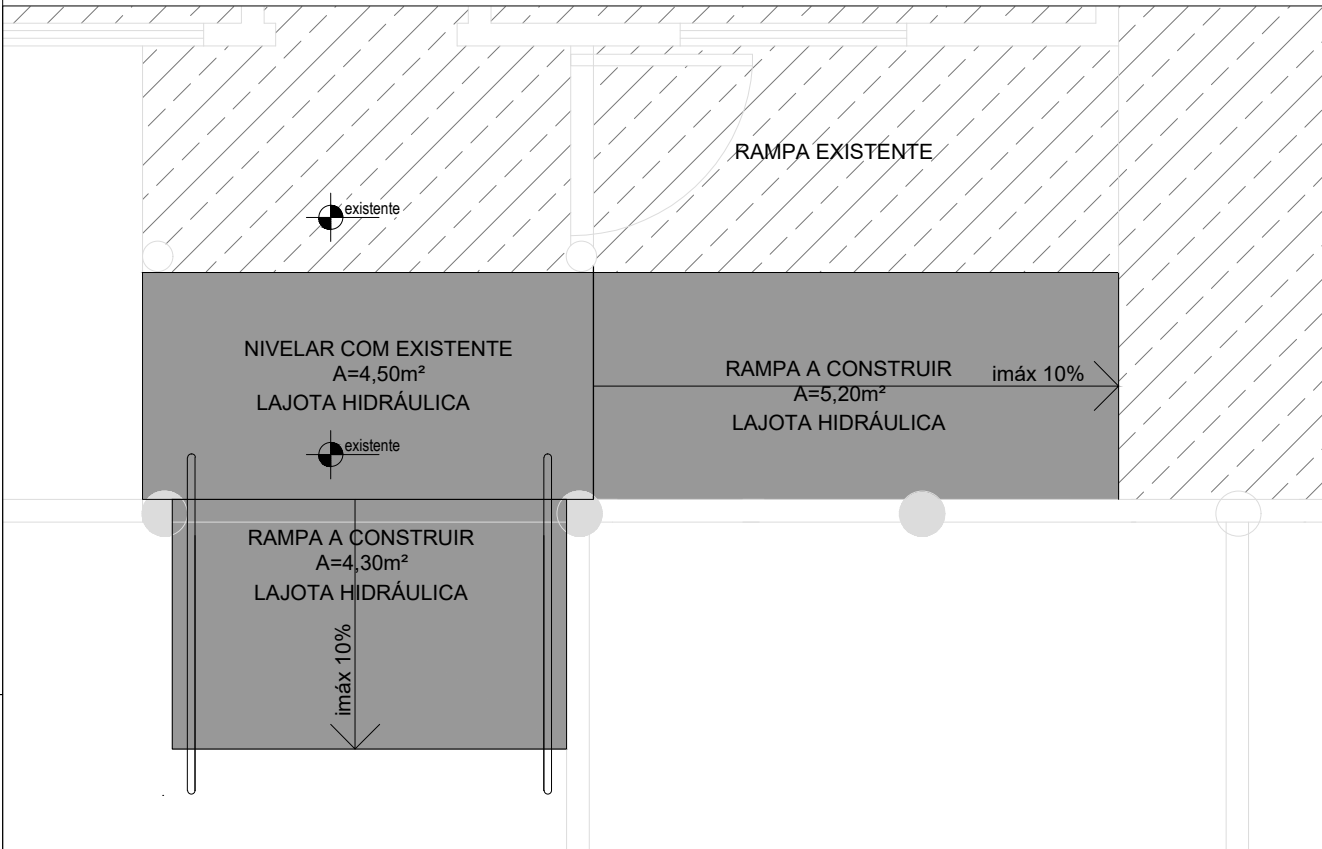 RAMPA EXISTENTE
existente
NIVELAR COM EXISTENTE
A=4,50m²
LAJOTA HIDRÁULICA
existente
RAMPA A CONSTRUIR
A=5,20m²
LAJOTA HIDRÁULICA
imáx 10%
RAMPA A CONSTRUIR
A=4,30m²
LAJOTA HIDRÁULICA
imáx 10%